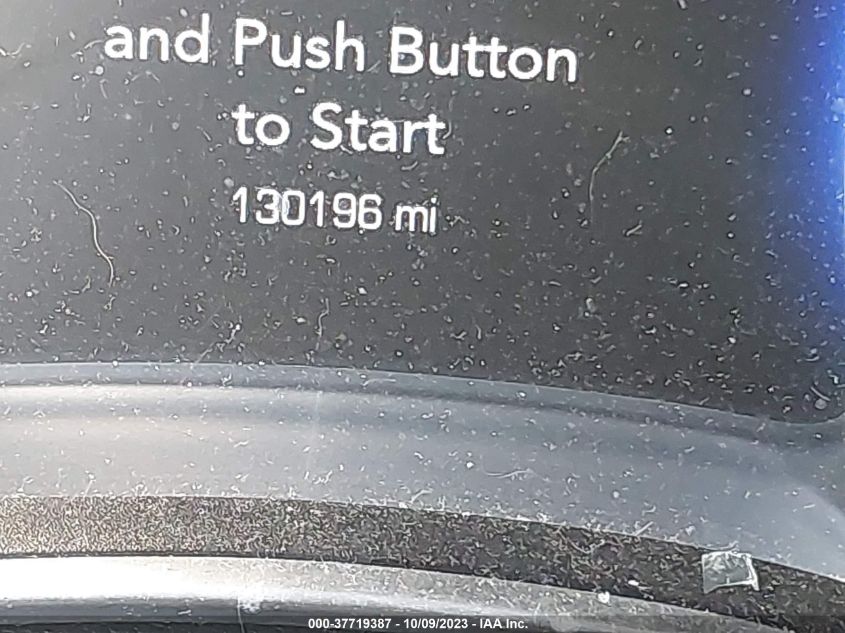 and Push Button
to Start
130196 mi
000-37719387 - 10/09/2023 - IAA Inc.